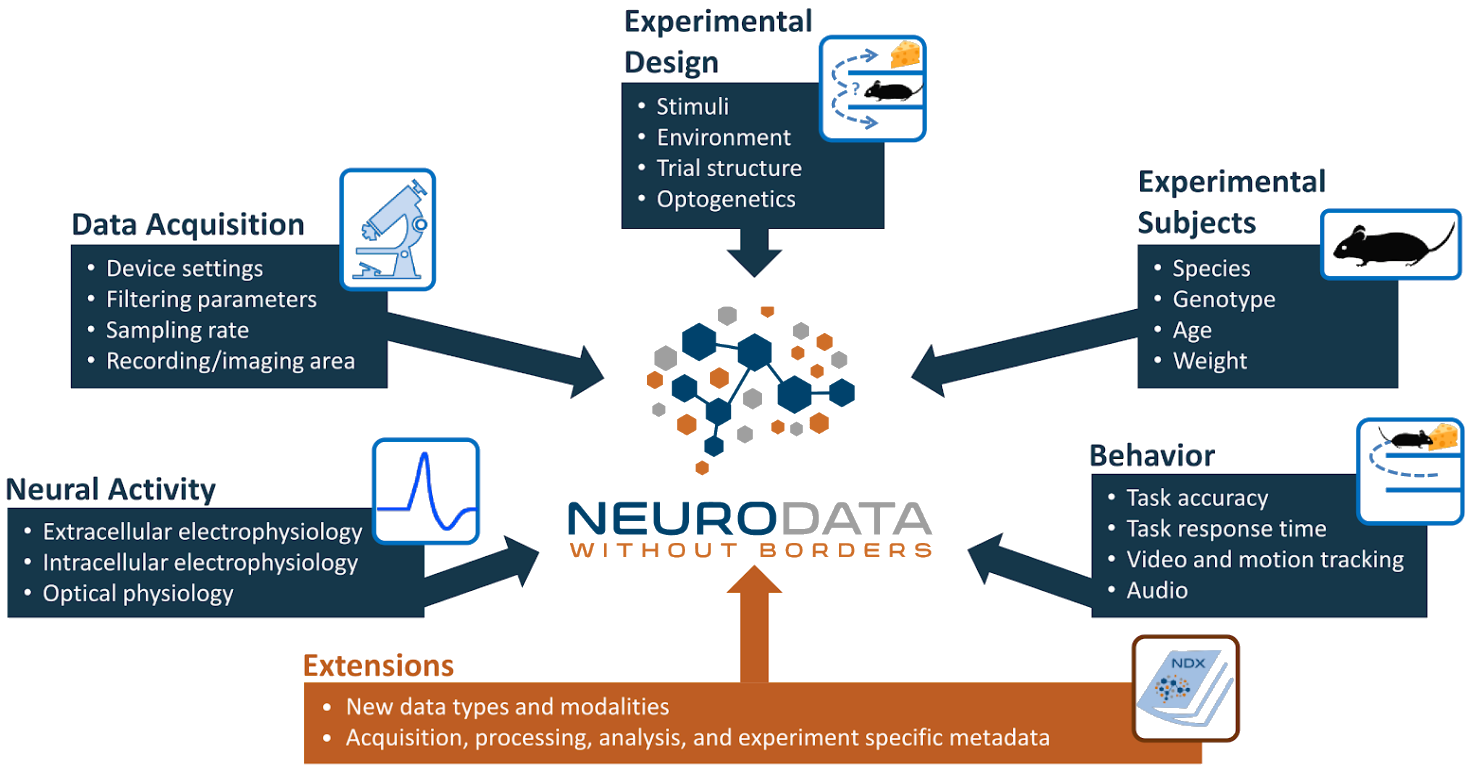 Experimental
Design
• Stimuli
• Environment
• Trial structure
• Optogenetics
?
Data Acquisition
• Device settings
• Filtering parameters
• Sampling rate
• Recording/imaging area
Experimental
Subjects
• Species
• Genotype
• Age
• Weight
Neural Activity
• Extracellular electrophysiology
• Intracellular electrophysiology
• Optical physiology
NEURODATA
WITHOUT BORDERS
Behavior
• Task accuracy
• Task response time
• Video and motion tracking
• Audio
Extensions
• New data types and modalities
• Acquisition, processing, analysis, and experiment specific metadata
NDX